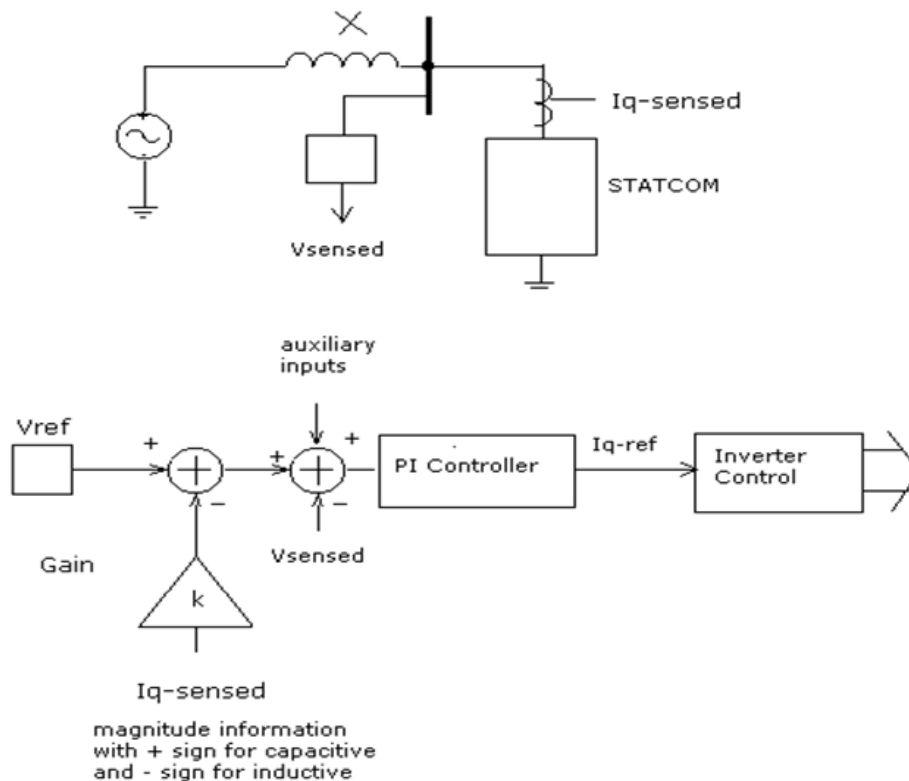 X
Iq-sensed
STATCOM
Vsensed
auxiliary
inputs
Vref
+
+
+
PI Controller
Iq-ref
Inverter
Control
−
−
Vsensed
Gain
k
Iq-sensed
magnitude information
with + sign for capacitive
and - sign for inductive